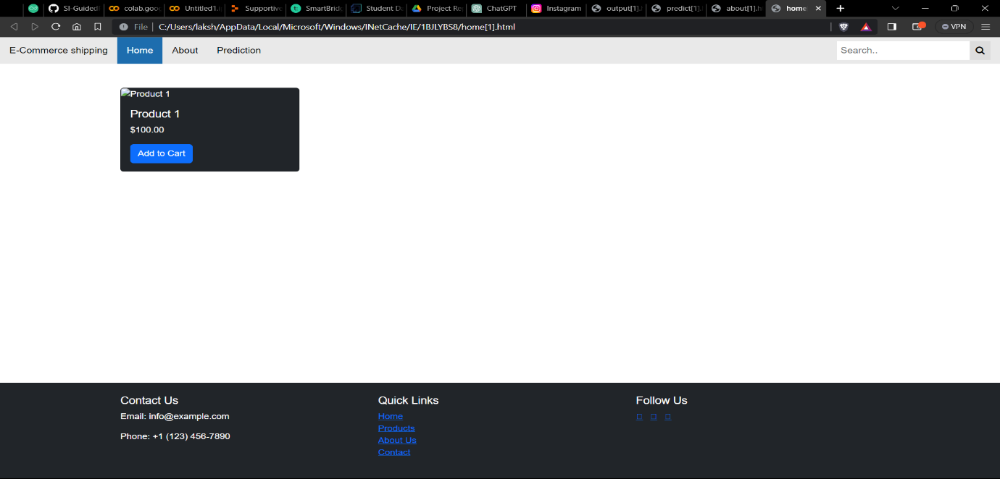 SI-Guided colab.goo Untitled1.i Supportive SmartBridg Student Da Project Re ChatGPT Instagram output[1].h predict[1]. about[1].h home
File C:/Users/laksh/AppData/Local/Microsoft/Windows/INetCache/IE/1BJLYBS8/home[1].html VPN
E-Commerce shipping Home About Prediction Search..
Product 1
Product 1
$100.00
Add to Cart
Contact Us
Email: info@example.com
Phone: +1 (123) 456-7890
Quick Links
Home
Products
About Us
Contact
Follow Us